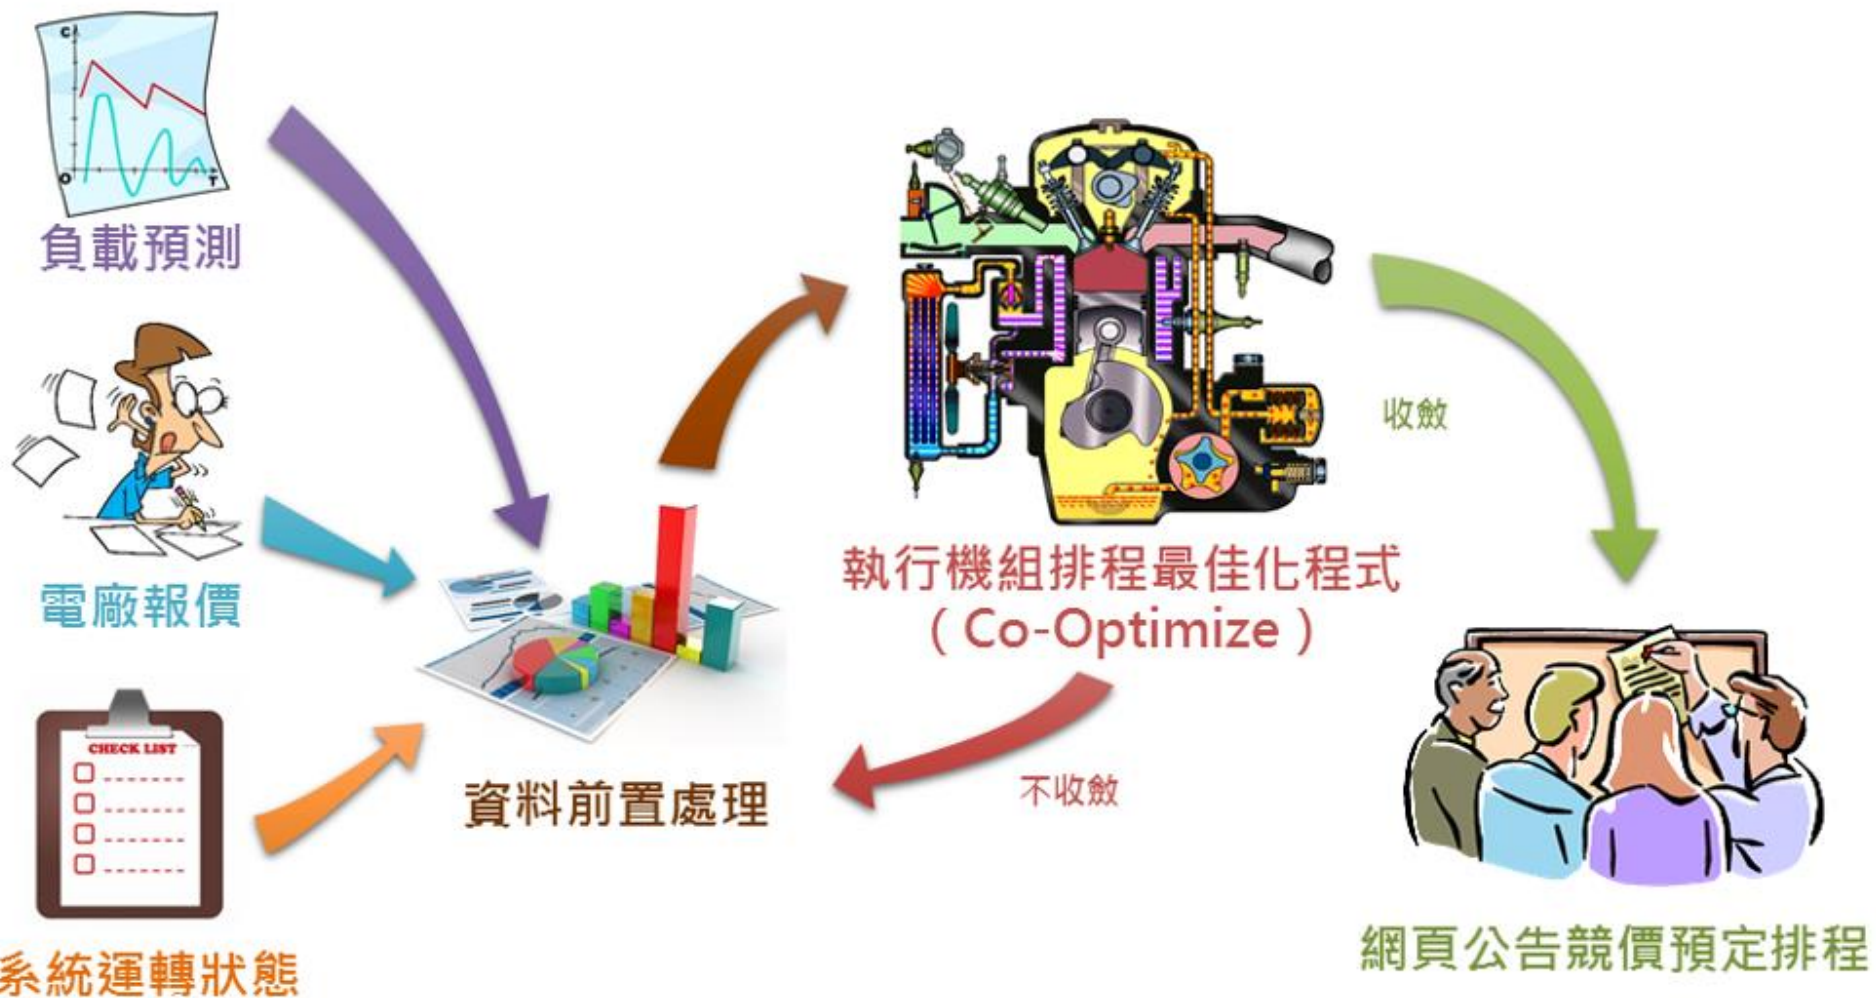 C
O
T
負載預測
電廠報價
CHECK LIST
系統運轉狀態
資料前置處理
執行機組排程最佳化程式
（Co-Optimize）
收斂
不收斂
網頁公告競價預定排程